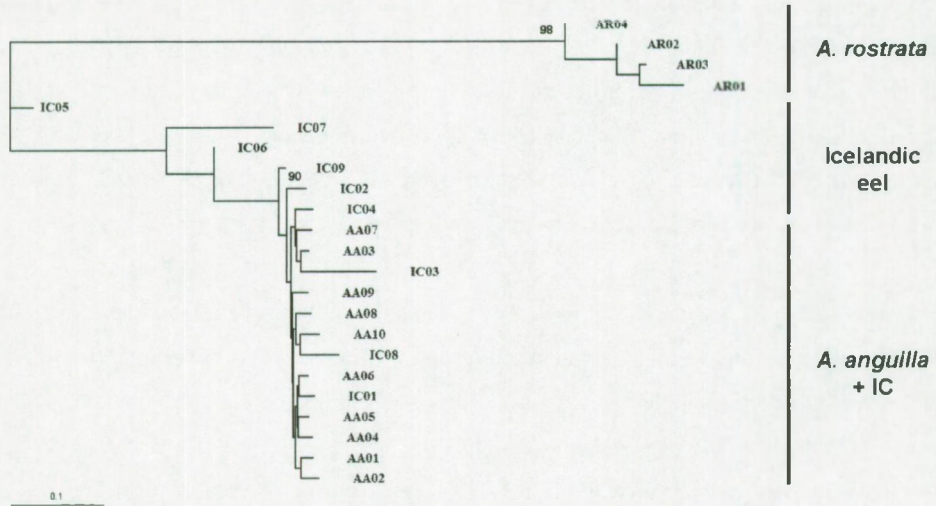 98
AR04
AR02
AR03
AR01
A. rostrata
IC05
IC07
IC06
90
IC09
IC02
IC04
Icelandic
eel
AA07
AA03
IC03
AA09
AA08
AA10
IC08
AA06
IC01
AA05
AA04
AA01
AA02
A. anguilla
+ IC
0.1